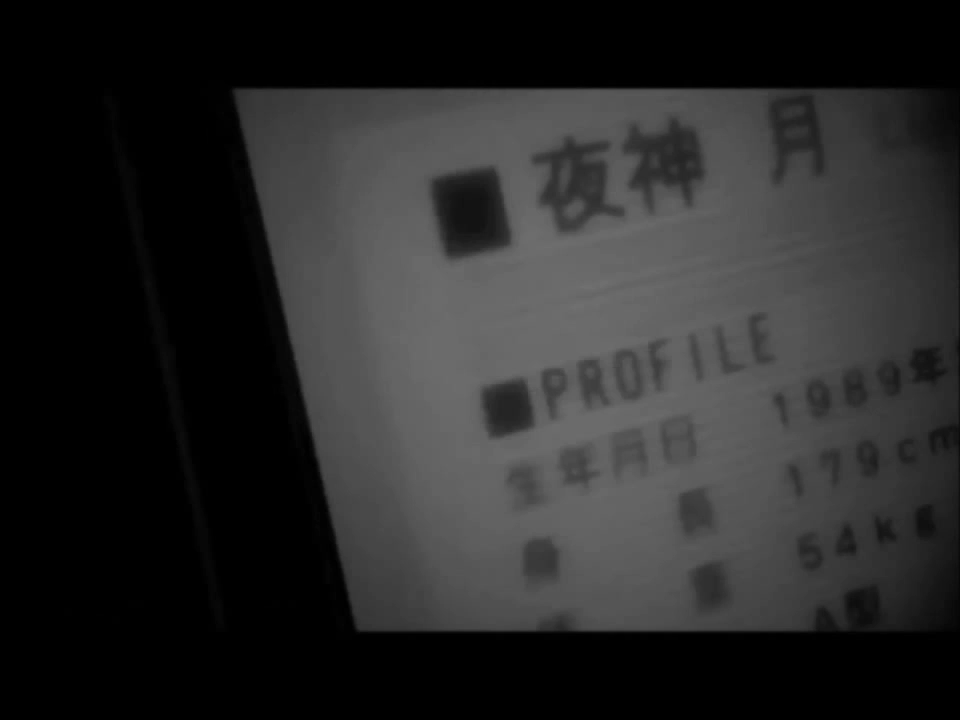 ■夜神 月
■PROFILE
生年月日 1989年
身 長 179cm
体 重 54kg
A型